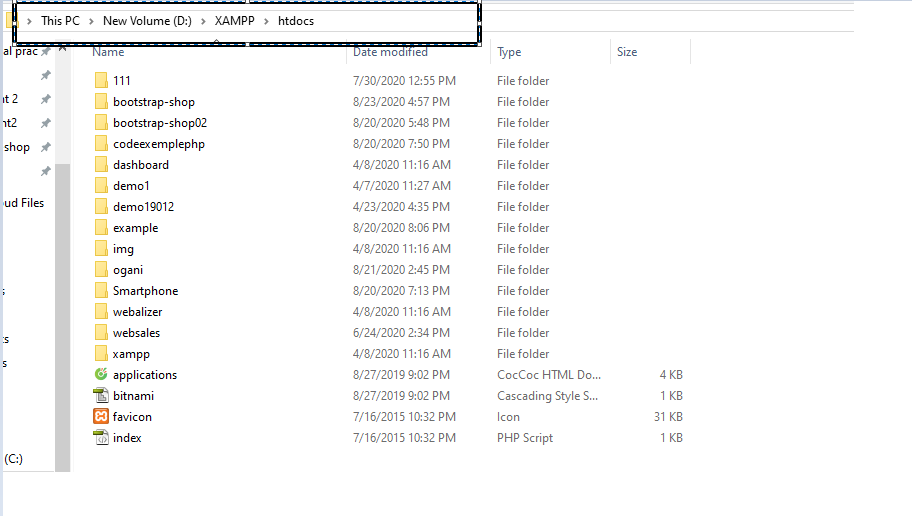 This PC > New Volume (D:) > XAMPP > htdocs
Name Date modified Type Size
111 7/30/2020 12:55 PM File folder
bootstrap-shop 8/23/2020 4:57 PM File folder
bootstrap-shop02 8/20/2020 5:48 PM File folder
codeexemplephp 8/20/2020 7:50 PM File folder
dashboard 4/8/2020 11:16 AM File folder
demo1 4/7/2020 11:27 AM File folder
demo19012 4/23/2020 4:35 PM File folder
example 8/20/2020 8:06 PM File folder
img 4/8/2020 11:16 AM File folder
ogani 8/21/2020 2:45 PM File folder
Smartphone 8/20/2020 7:13 PM File folder
webalizer 4/8/2020 11:16 AM File folder
websales 6/24/2020 2:34 PM File folder
xampp 4/8/2020 11:16 AM File folder
applications 8/27/2019 9:02 PM CocCoc HTML Do... 4 KB
bitnami 8/27/2019 9:02 PM Cascading Style S... 1 KB
favicon 7/16/2015 10:32 PM Icon 31 KB
index 7/16/2015 10:32 PM PHP Script 1 KB
al prac
nt 2
nt2
shop
oud Files
(C:)